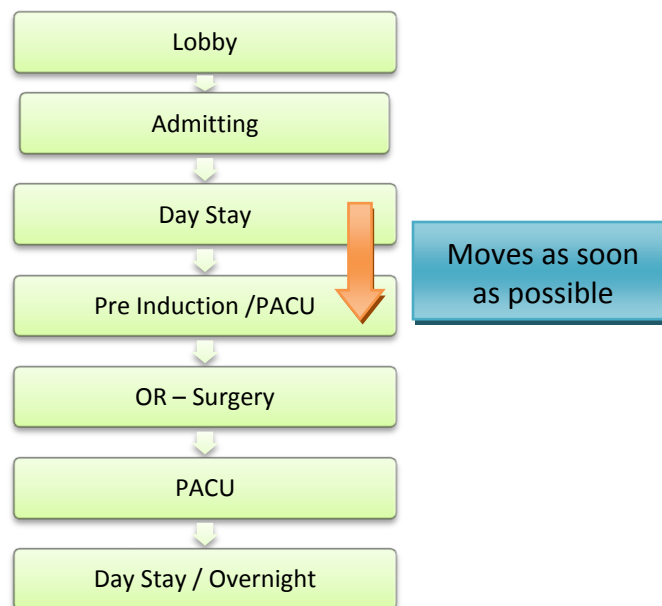 Lobby
Admitting
Day Stay
Moves as soon
as possible
Pre Induction /PACU
OR – Surgery
PACU
Day Stay / Overnight